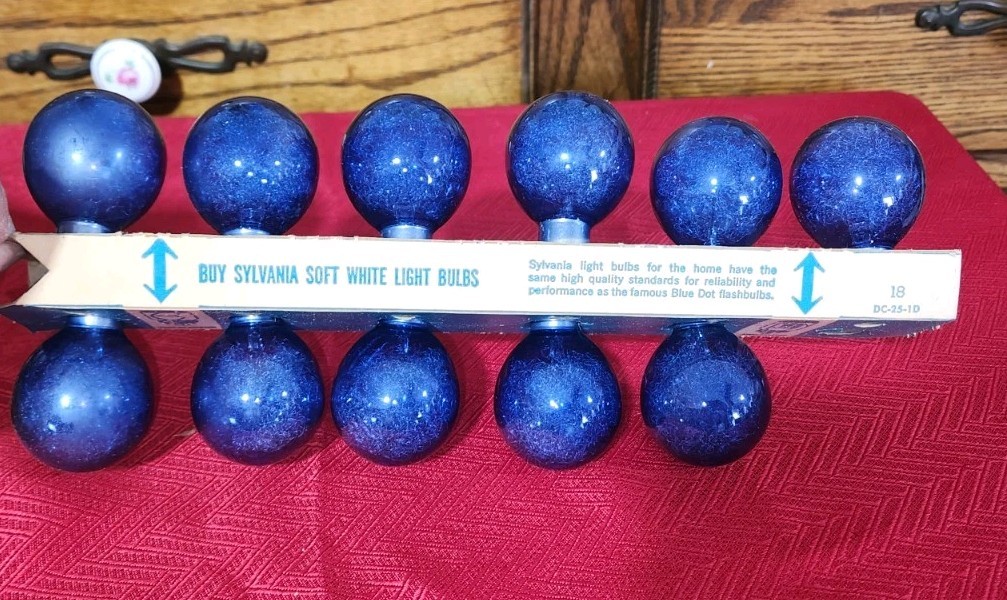 BUY SYLVANIA SOFT WHITE LIGHT BULBS
Sylvania light bulbs for the home have the
same high quality standards for reliability and
performance as the famous Blue Dot flashbulbs.
18
DC-25-1D